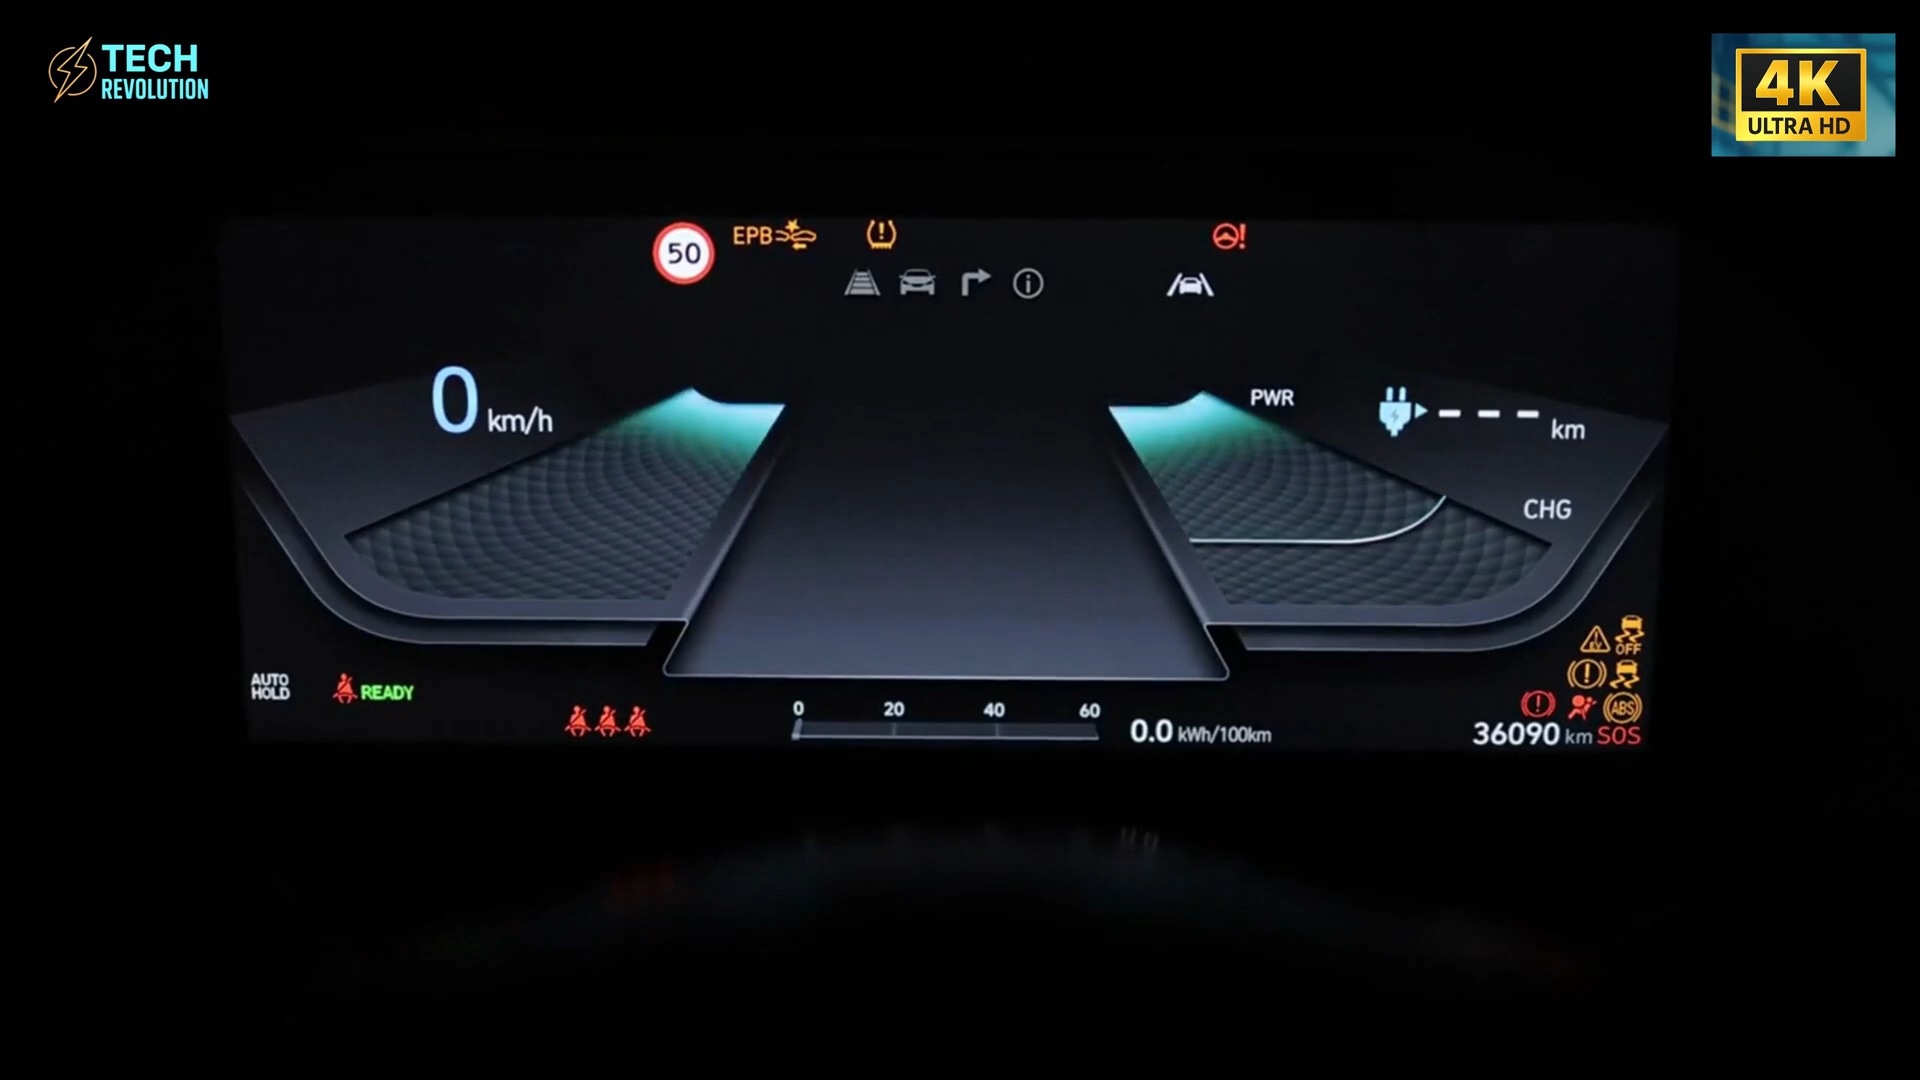 TECH
REVOLUTION
4K
ULTRA HD
50
EPB
0 km/h
PWR
km
CHG
AUTO
HOLD
READY
0 20 40 60
0.0 kWh/100km
EV
OFF
ABS
36090 km SOS